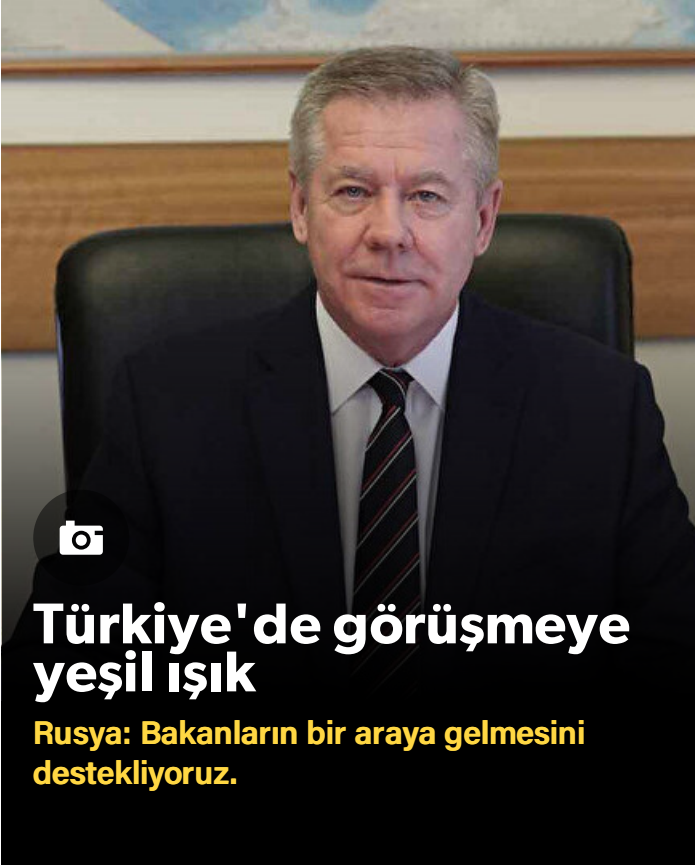 Türkiye'de görüşmeye
yeşil ışık
Rusya: Bakanların bir araya gelmesini
destekliyoruz.